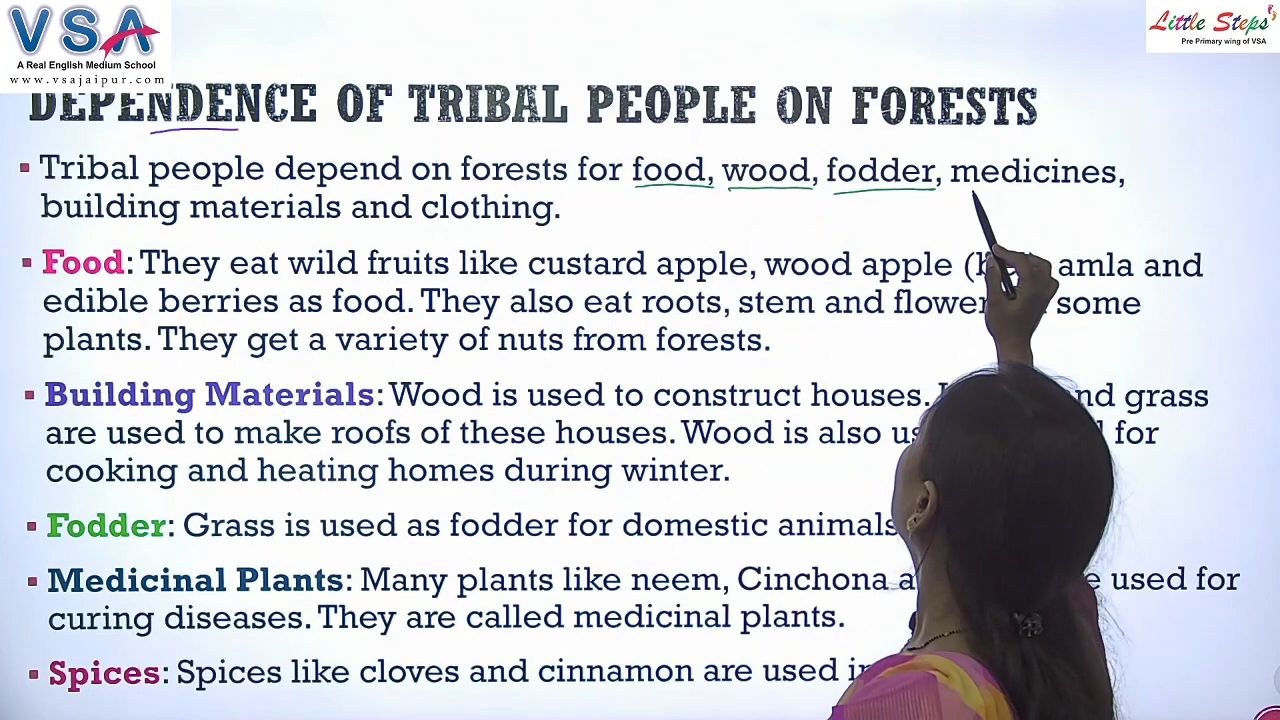 VSA
A Real English Medium School
www.vsajaipur.com
Little Steps
Pre Primary wing of VSA
DEPENDENCE OF TRIBAL PEOPLE ON FORESTS
Tribal people depend on forests for food, wood, fodder, medicines,
building materials and clothing.
Food: They eat wild fruits like custard apple, wood apple amla and
edible berries as food. They also eat roots, stem and some
plants. They get a variety of nuts from forests.
Building Materials: Wood is used to construct houses. grass
are used to make roofs of these houses. Wood is also for
cooking and heating homes during winter.
Fodder: Grass is used as fodder for domestic animals
Medicinal Plants: Many plants like neem, Cinchona used for
curing diseases. They are called medicinal plants.
Spices: Spices like cloves and cinnamon are used